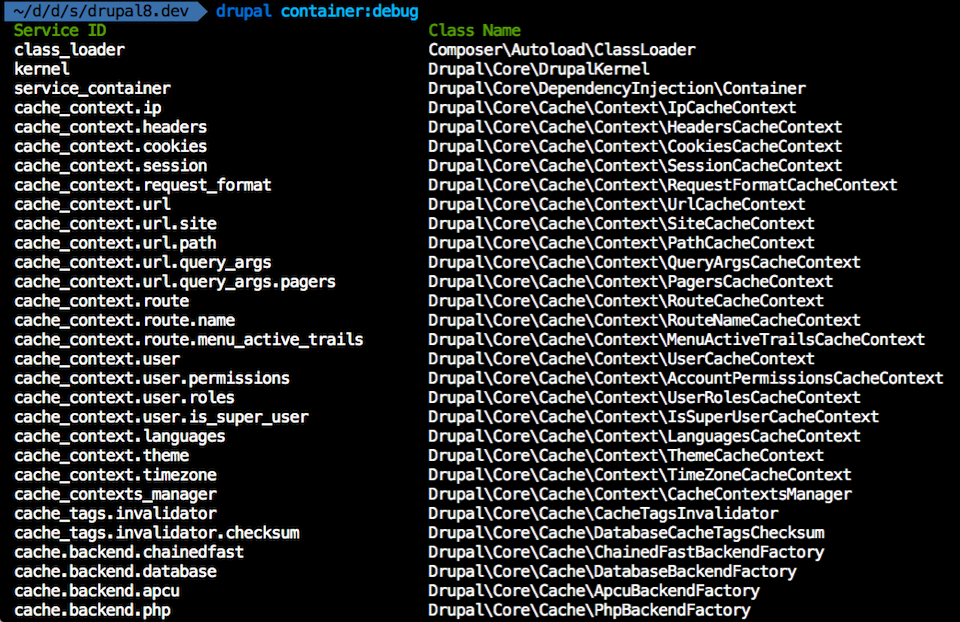 ~/d/d/s/drupal8.dev drupal container:debug
Service ID Class Name
class_loader Composer\Autoload\ClassLoader
kernel Drupal\Core\DrupalKernel
service_container Drupal\Core\DependencyInjection\Container
cache_context.ip Drupal\Core\Cache\Context\IpCacheContext
cache_context.headers Drupal\Core\Cache\Context\HeadersCacheContext
cache_context.cookies Drupal\Core\Cache\Context\CookiesCacheContext
cache_context.session Drupal\Core\Cache\Context\SessionCacheContext
cache_context.request_format Drupal\Core\Cache\Context\RequestFormatCacheContext
cache_context.url Drupal\Core\Cache\Context\UrlCacheContext
cache_context.url.site Drupal\Core\Cache\Context\SiteCacheContext
cache_context.url.path Drupal\Core\Cache\Context\PathCacheContext
cache_context.url.query_args Drupal\Core\Cache\Context\QueryArgsCacheContext
cache_context.url.query_args.pagers Drupal\Core\Cache\Context\PagersCacheContext
cache_context.route Drupal\Core\Cache\Context\RouteCacheContext
cache_context.route.name Drupal\Core\Cache\Context\RouteNameCacheContext
cache_context.route.menu_active_trails Drupal\Core\Cache\Context\MenuActiveTrailsCacheContext
cache_context.user Drupal\Core\Cache\Context\UserCacheContext
cache_context.user.permissions Drupal\Core\Cache\Context\AccountPermissionsCacheContext
cache_context.user.roles Drupal\Core\Cache\Context\UserRolesCacheContext
cache_context.user.is_super_user Drupal\Core\Cache\Context\IsSuperUserCacheContext
cache_context.languages Drupal\Core\Cache\Context\LanguagesCacheContext
cache_context.theme Drupal\Core\Cache\Context\ThemeCacheContext
cache_context.timezone Drupal\Core\Cache\Context\TimeZoneCacheContext
cache_contexts_manager Drupal\Core\Cache\Context\CacheContextsManager
cache_tags.invalidator Drupal\Core\Cache\CacheTagsInvalidator
cache_tags.invalidator.checksum Drupal\Core\Cache\DatabaseCacheTagsChecksum
cache.backend.chainedfast Drupal\Core\Cache\ChainedFastBackendFactory
cache.backend.database Drupal\Core\Cache\DatabaseBackendFactory
cache.backend.apcu Drupal\Core\Cache\ApcuBackendFactory
cache.backend.php Drupal\Core\Cache\PhpBackendFactory